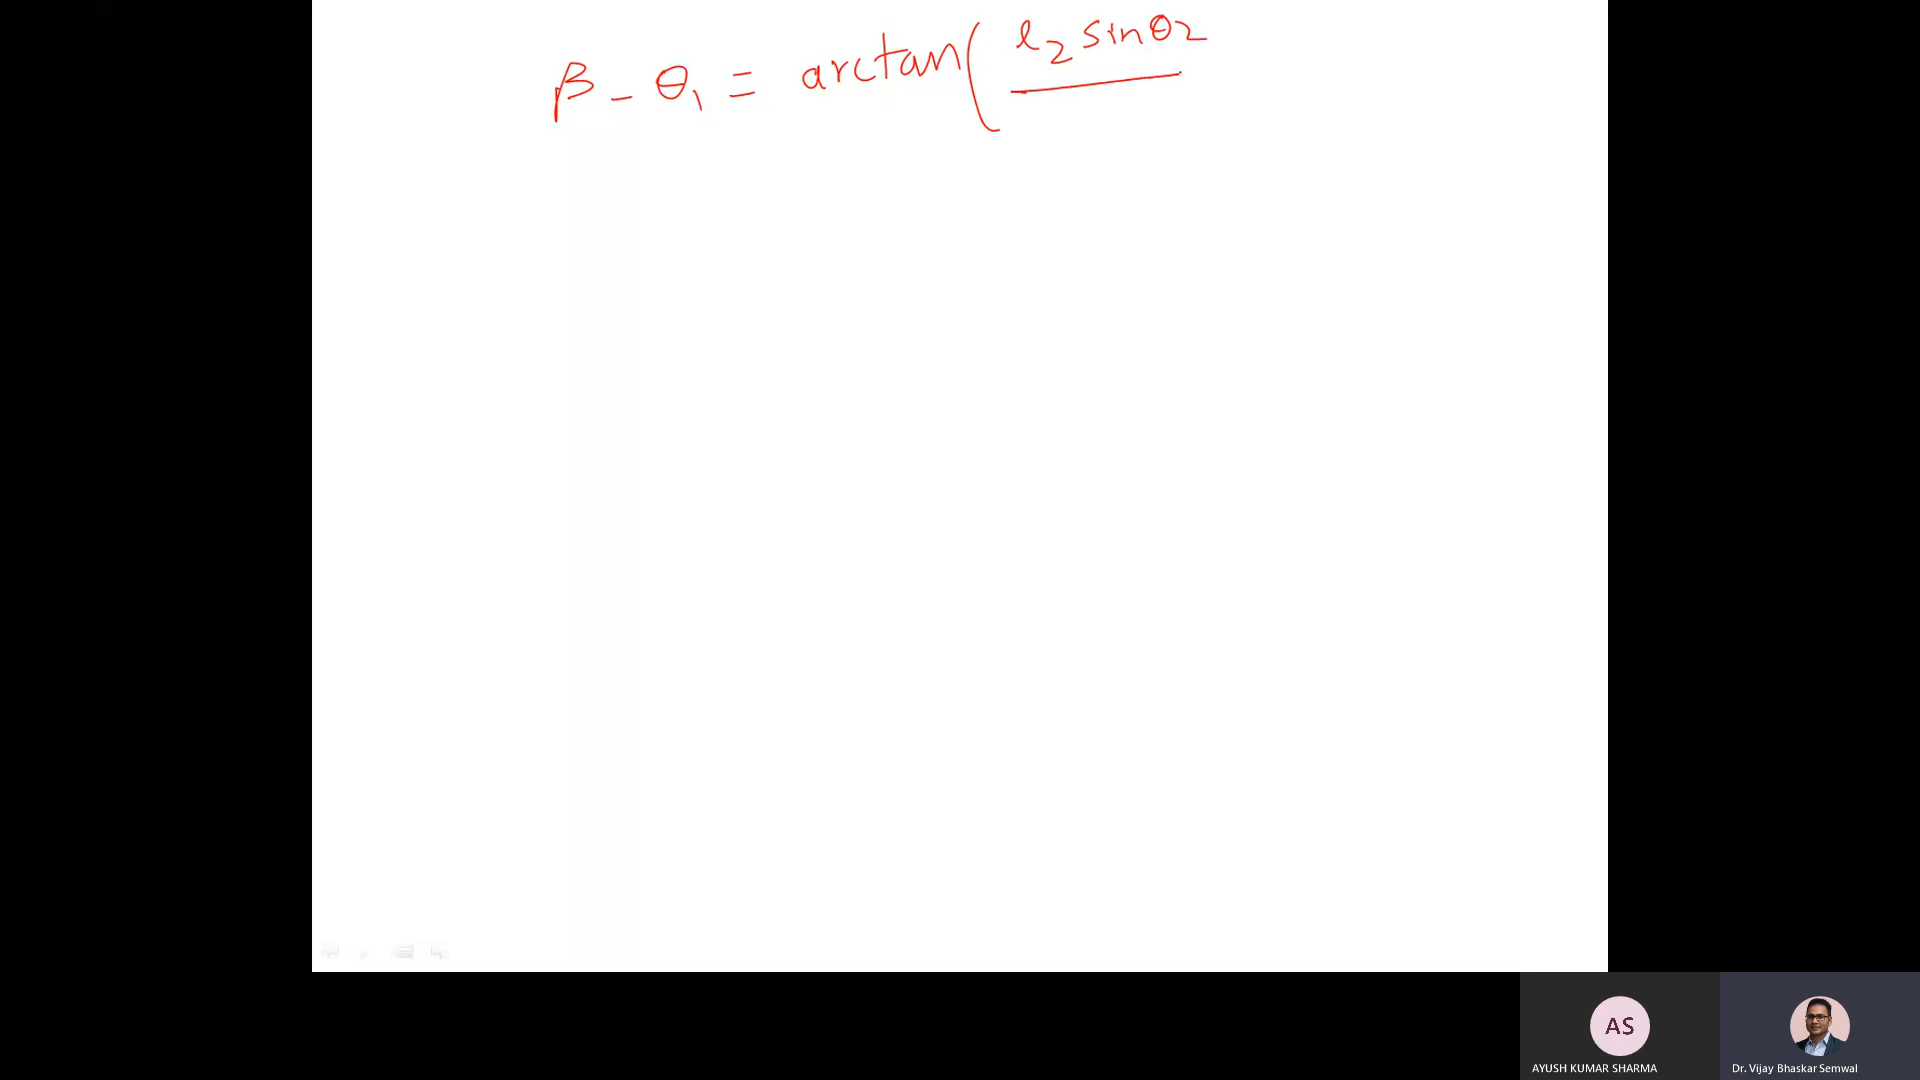 β - θ₁ = arctan( l₂ sinθ₂
AS
AYUSH KUMAR SHARMA
Dr. Vijay Bhaskar Semwal